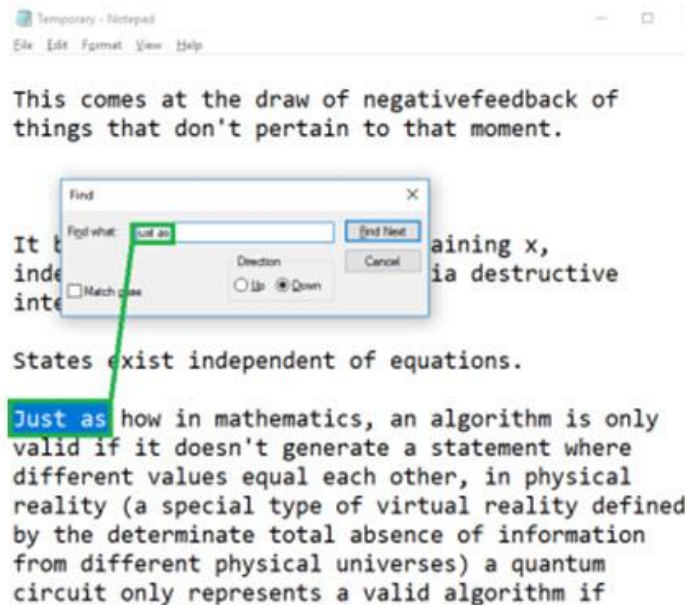 Temporary - Notepad
File Edit Format View Help
This comes at the draw of negativefeedback of
things that don't pertain to that moment.
Find
Find what: just as
Find Next
Direction
Cancel
Match case
Up Down
It x,
destructive
States exist independent of equations.
Just as how in mathematics, an algorithm is only
valid if it doesn't generate a statement where
different values equal each other, in physical
reality (a special type of virtual reality defined
by the determinate total absence of information
from different physical universes) a quantum
circuit only represents a valid algorithm if